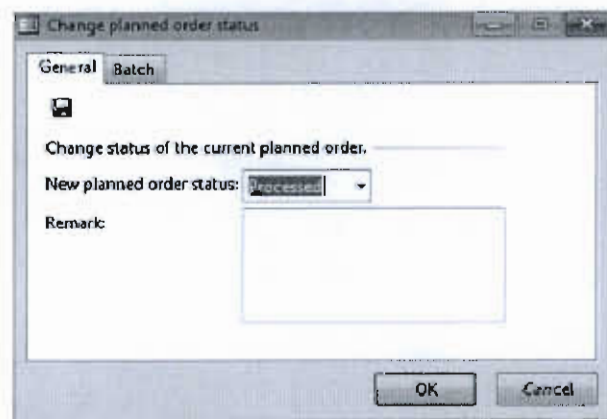 Change planned order status
General Batch
Change status of the current planned order.
New planned order status: Processed
Remark:
OK Cancel